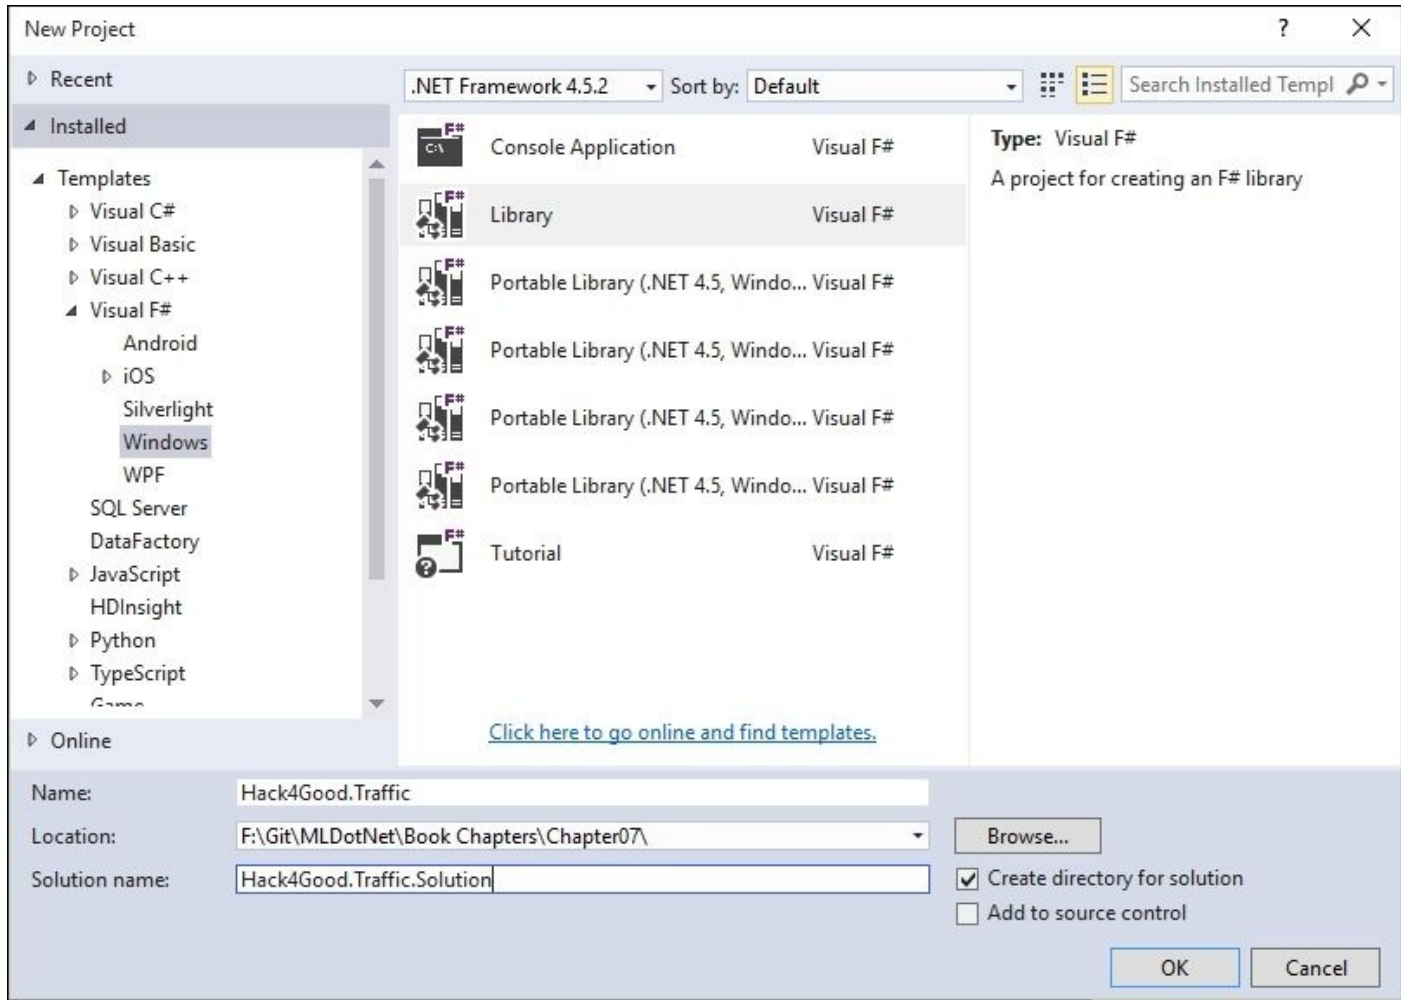 New Project
?
Recent
.NET Framework 4.5.2
Sort by: Default
Search Installed Templ
Installed
Templates
Visual C#
Visual Basic
Visual C++
Visual F#
Android
iOS
Silverlight
Windows
WPF
SQL Server
DataFactory
JavaScript
HDInsight
Python
TypeScript
Game
Online
F#
C:\
Console Application Visual F#
F#
Library Visual F#
F#
Portable Library (.NET 4.5, Windo... Visual F#
F#
Portable Library (.NET 4.5, Windo... Visual F#
F#
Portable Library (.NET 4.5, Windo... Visual F#
F#
Portable Library (.NET 4.5, Windo... Visual F#
F#
?
Tutorial Visual F#
Click here to go online and find templates.
Type: Visual F#
A project for creating an F# library
Name: Hack4Good.Traffic
Location: F:\Git\MLDotNet\Book Chapters\Chapter07\
Browse...
Solution name: Hack4Good.Traffic.Solution
Create directory for solution
Add to source control
OK
Cancel